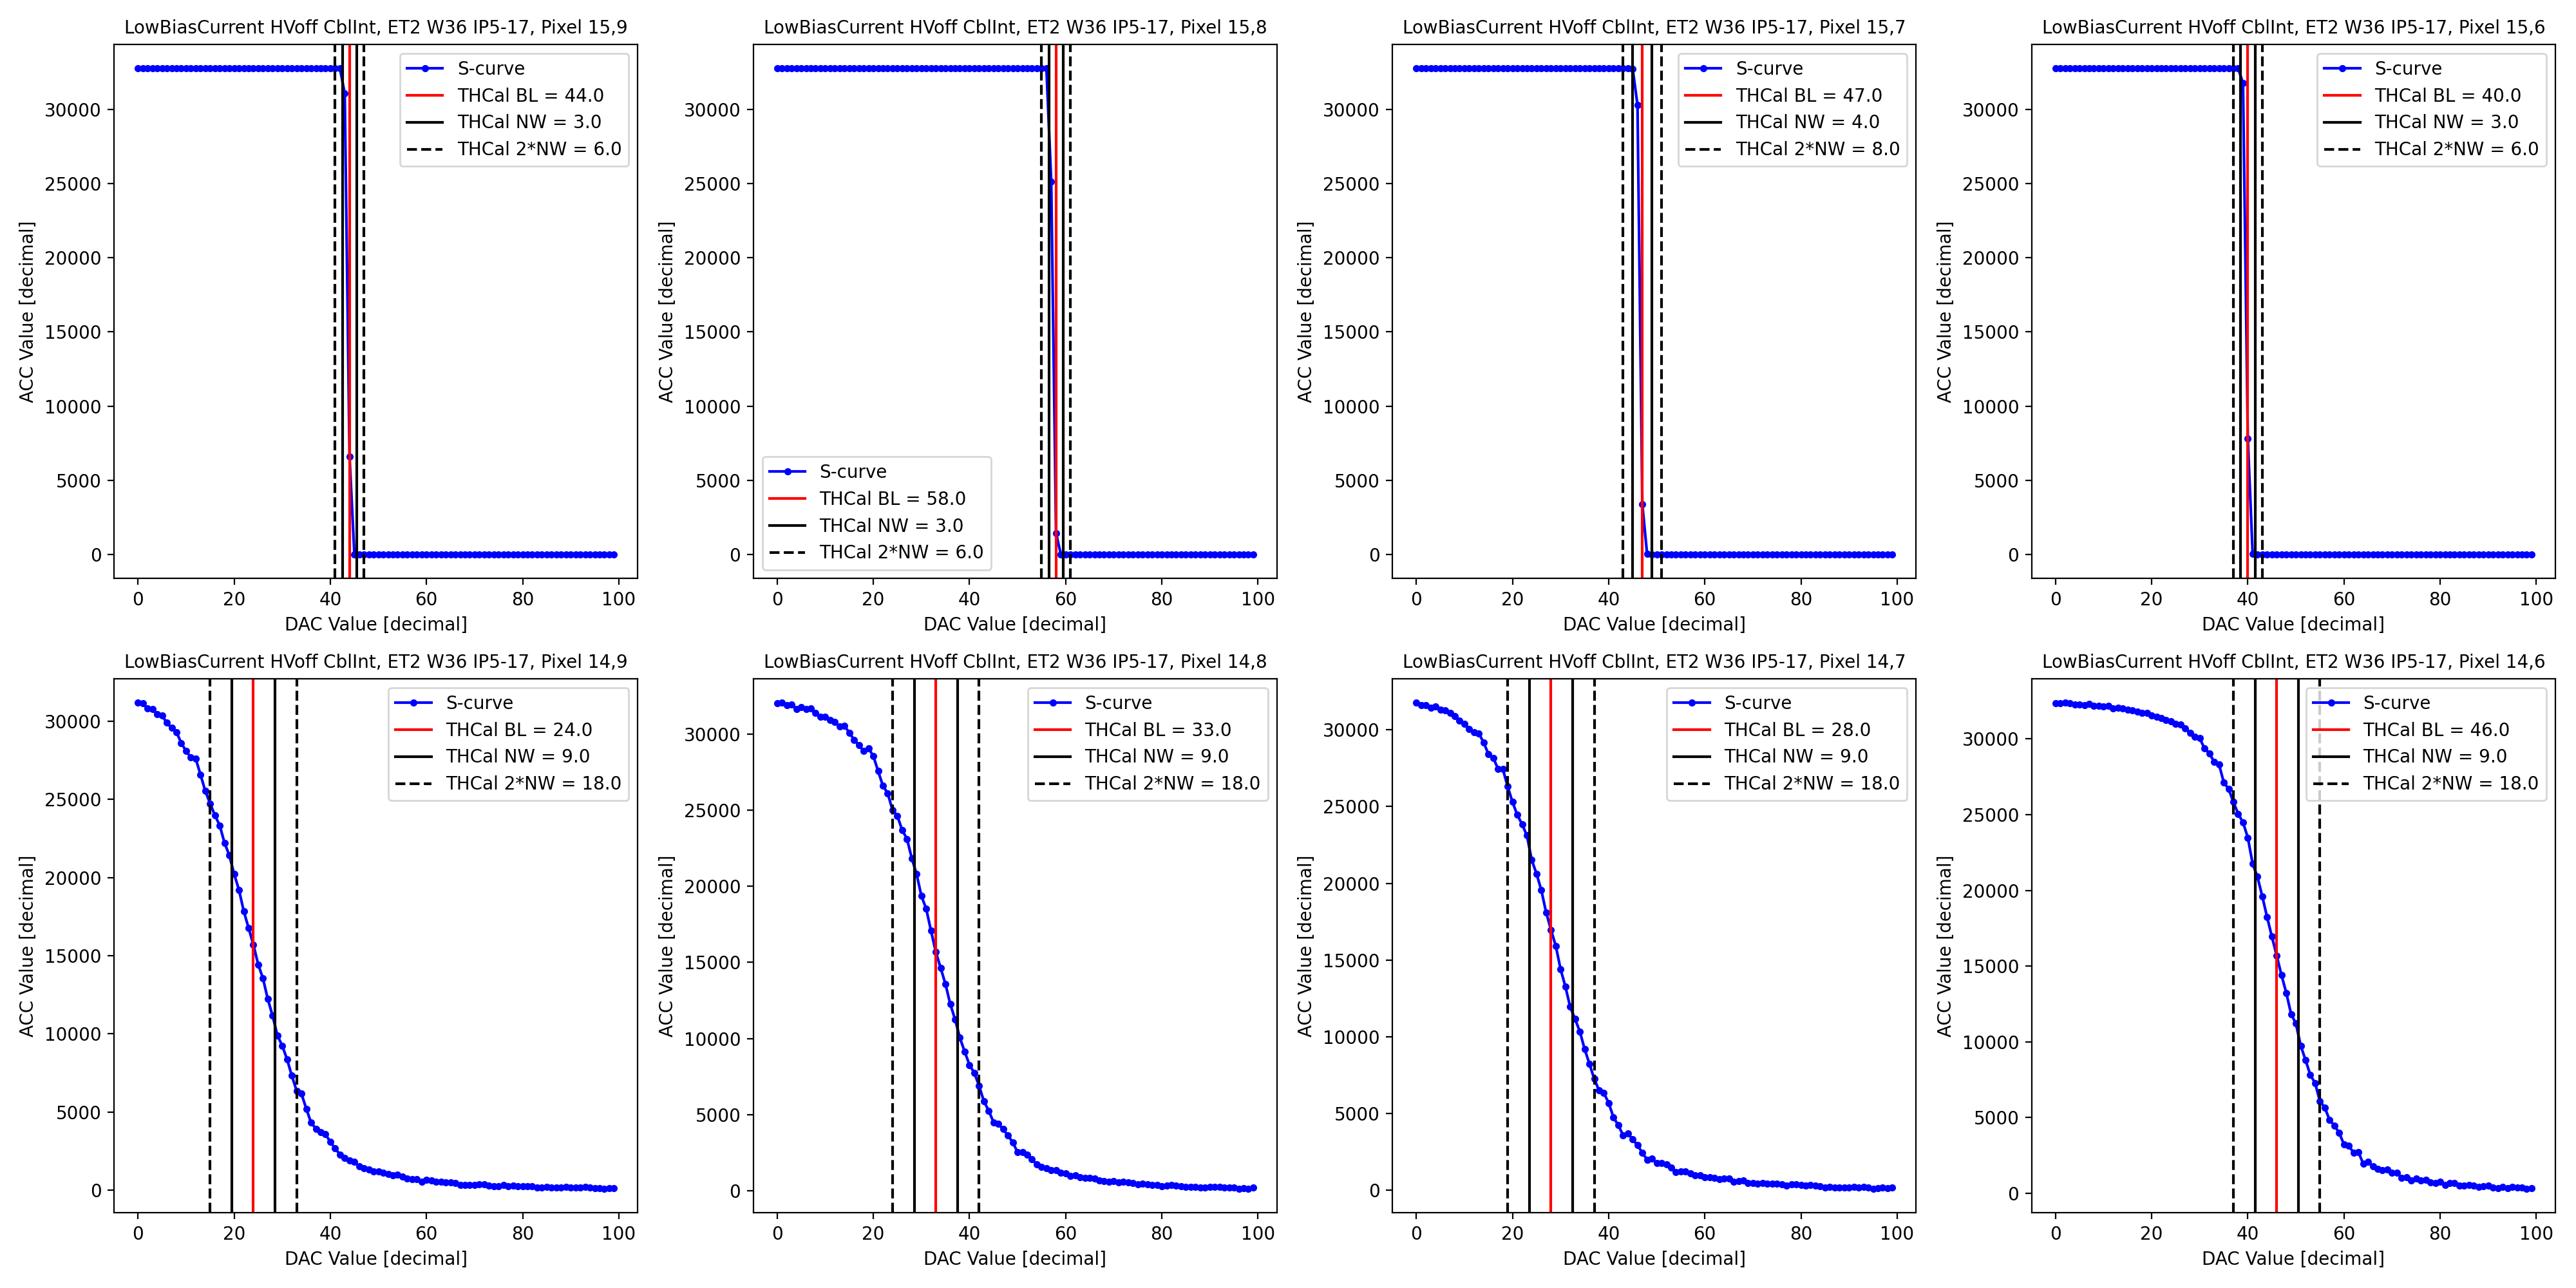 LowBiasCurrent HVoff CblInt, ET2 W36 IP5-17, Pixel 15,9
ACC Value [decimal]
30000
25000
20000
15000
10000
5000
0
S-curve
THCal BL = 44.0
THCal NW = 3.0
THCal 2*NW = 6.0
0 20 40 60 80 100
DAC Value [decimal]
LowBiasCurrent HVoff CblInt, ET2 W36 IP5-17, Pixel 15,8
ACC Value [decimal]
30000
25000
20000
15000
10000
5000
0
S-curve
THCal BL = 58.0
THCal NW = 3.0
THCal 2*NW = 6.0
0 20 40 60 80 100
DAC Value [decimal]
LowBiasCurrent HVoff CblInt, ET2 W36 IP5-17, Pixel 15,7
ACC Value [decimal]
30000
25000
20000
15000
10000
5000
0
S-curve
THCal BL = 47.0
THCal NW = 4.0
THCal 2*NW = 8.0
0 20 40 60 80 100
DAC Value [decimal]
LowBiasCurrent HVoff CblInt, ET2 W36 IP5-17, Pixel 15,6
ACC Value [decimal]
30000
25000
20000
15000
10000
5000
0
S-curve
THCal BL = 40.0
THCal NW = 3.0
THCal 2*NW = 6.0
0 20 40 60 80 100
DAC Value [decimal]
LowBiasCurrent HVoff CblInt, ET2 W36 IP5-17, Pixel 14,9
ACC Value [decimal]
30000
25000
20000
15000
10000
5000
0
S-curve
THCal BL = 24.0
THCal NW = 9.0
THCal 2*NW = 18.0
0 20 40 60 80 100
DAC Value [decimal]
LowBiasCurrent HVoff CblInt, ET2 W36 IP5-17, Pixel 14,8
ACC Value [decimal]
30000
25000
20000
15000
10000
5000
0
S-curve
THCal BL = 33.0
THCal NW = 9.0
THCal 2*NW = 18.0
0 20 40 60 80 100
DAC Value [decimal]
LowBiasCurrent HVoff CblInt, ET2 W36 IP5-17, Pixel 14,7
ACC Value [decimal]
30000
25000
20000
15000
10000
5000
0
S-curve
THCal BL = 28.0
THCal NW = 9.0
THCal 2*NW = 18.0
0 20 40 60 80 100
DAC Value [decimal]
LowBiasCurrent HVoff CblInt, ET2 W36 IP5-17, Pixel 14,6
ACC Value [decimal]
30000
25000
20000
15000
10000
5000
0
S-curve
THCal BL = 46.0
THCal NW = 9.0
THCal 2*NW = 18.0
0 20 40 60 80 100
DAC Value [decimal]